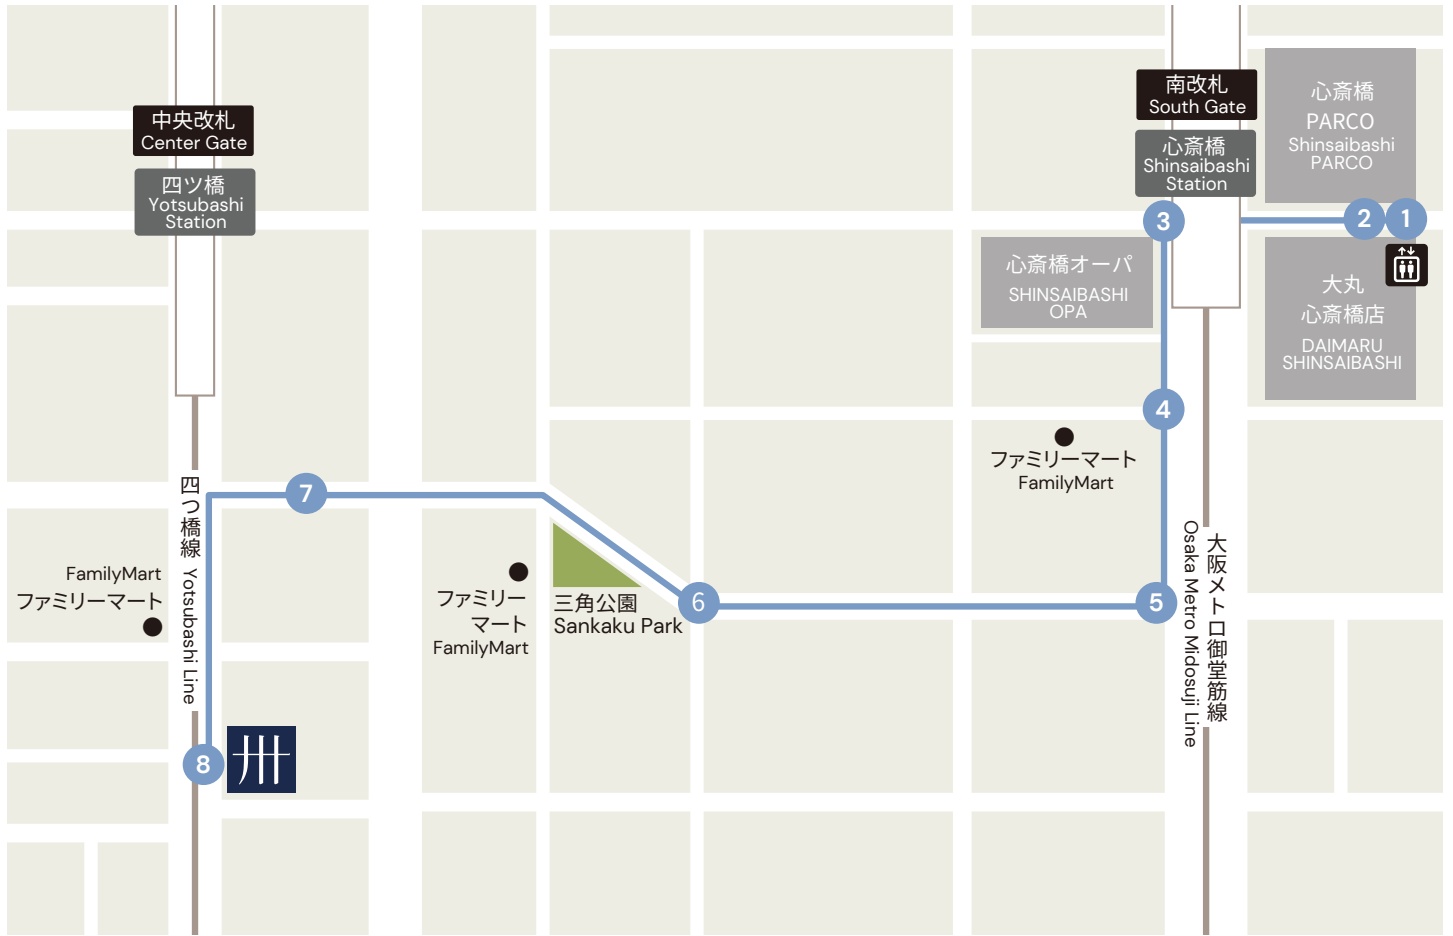 中央改札
Center Gate
四ツ橋
Yotsubashi
Station
南改札
South Gate
心斎橋
Shinsaibashi
Station
心斎橋
PARCO
Shinsaibashi
PARCO
3
2
1
心斎橋オーパ
SHINSAIBASHI
OPA
大丸
心斎橋店
DAIMARU
SHINSAIBASHI
4
ファミリーマート
FamilyMart
7
四つ橋線 Yotsubashi Line
大阪メトロ御堂筋線
Osaka Metro Midosuji Line
FamilyMart
ファミリーマート
ファミリー
マート
FamilyMart
三角公園
Sankaku Park
6
5
8
卅